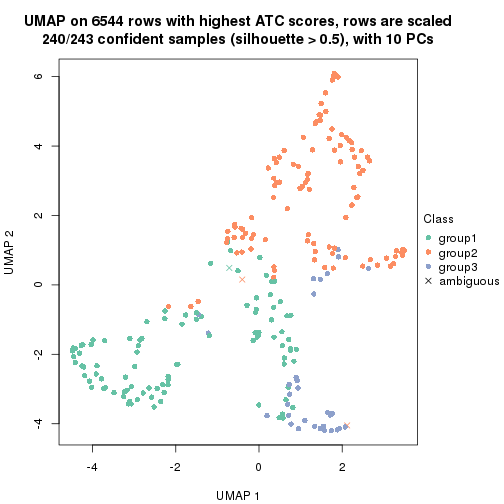 UMAP on 6544 rows with highest ATC scores, rows are scaled
240/243 confident samples (silhouette > 0.5), with 10 PCs
6
4
2
0
-2
-4
UMAP 2
-4
-2
0
2
UMAP 1
Class
group1
group2
group3
ambiguous